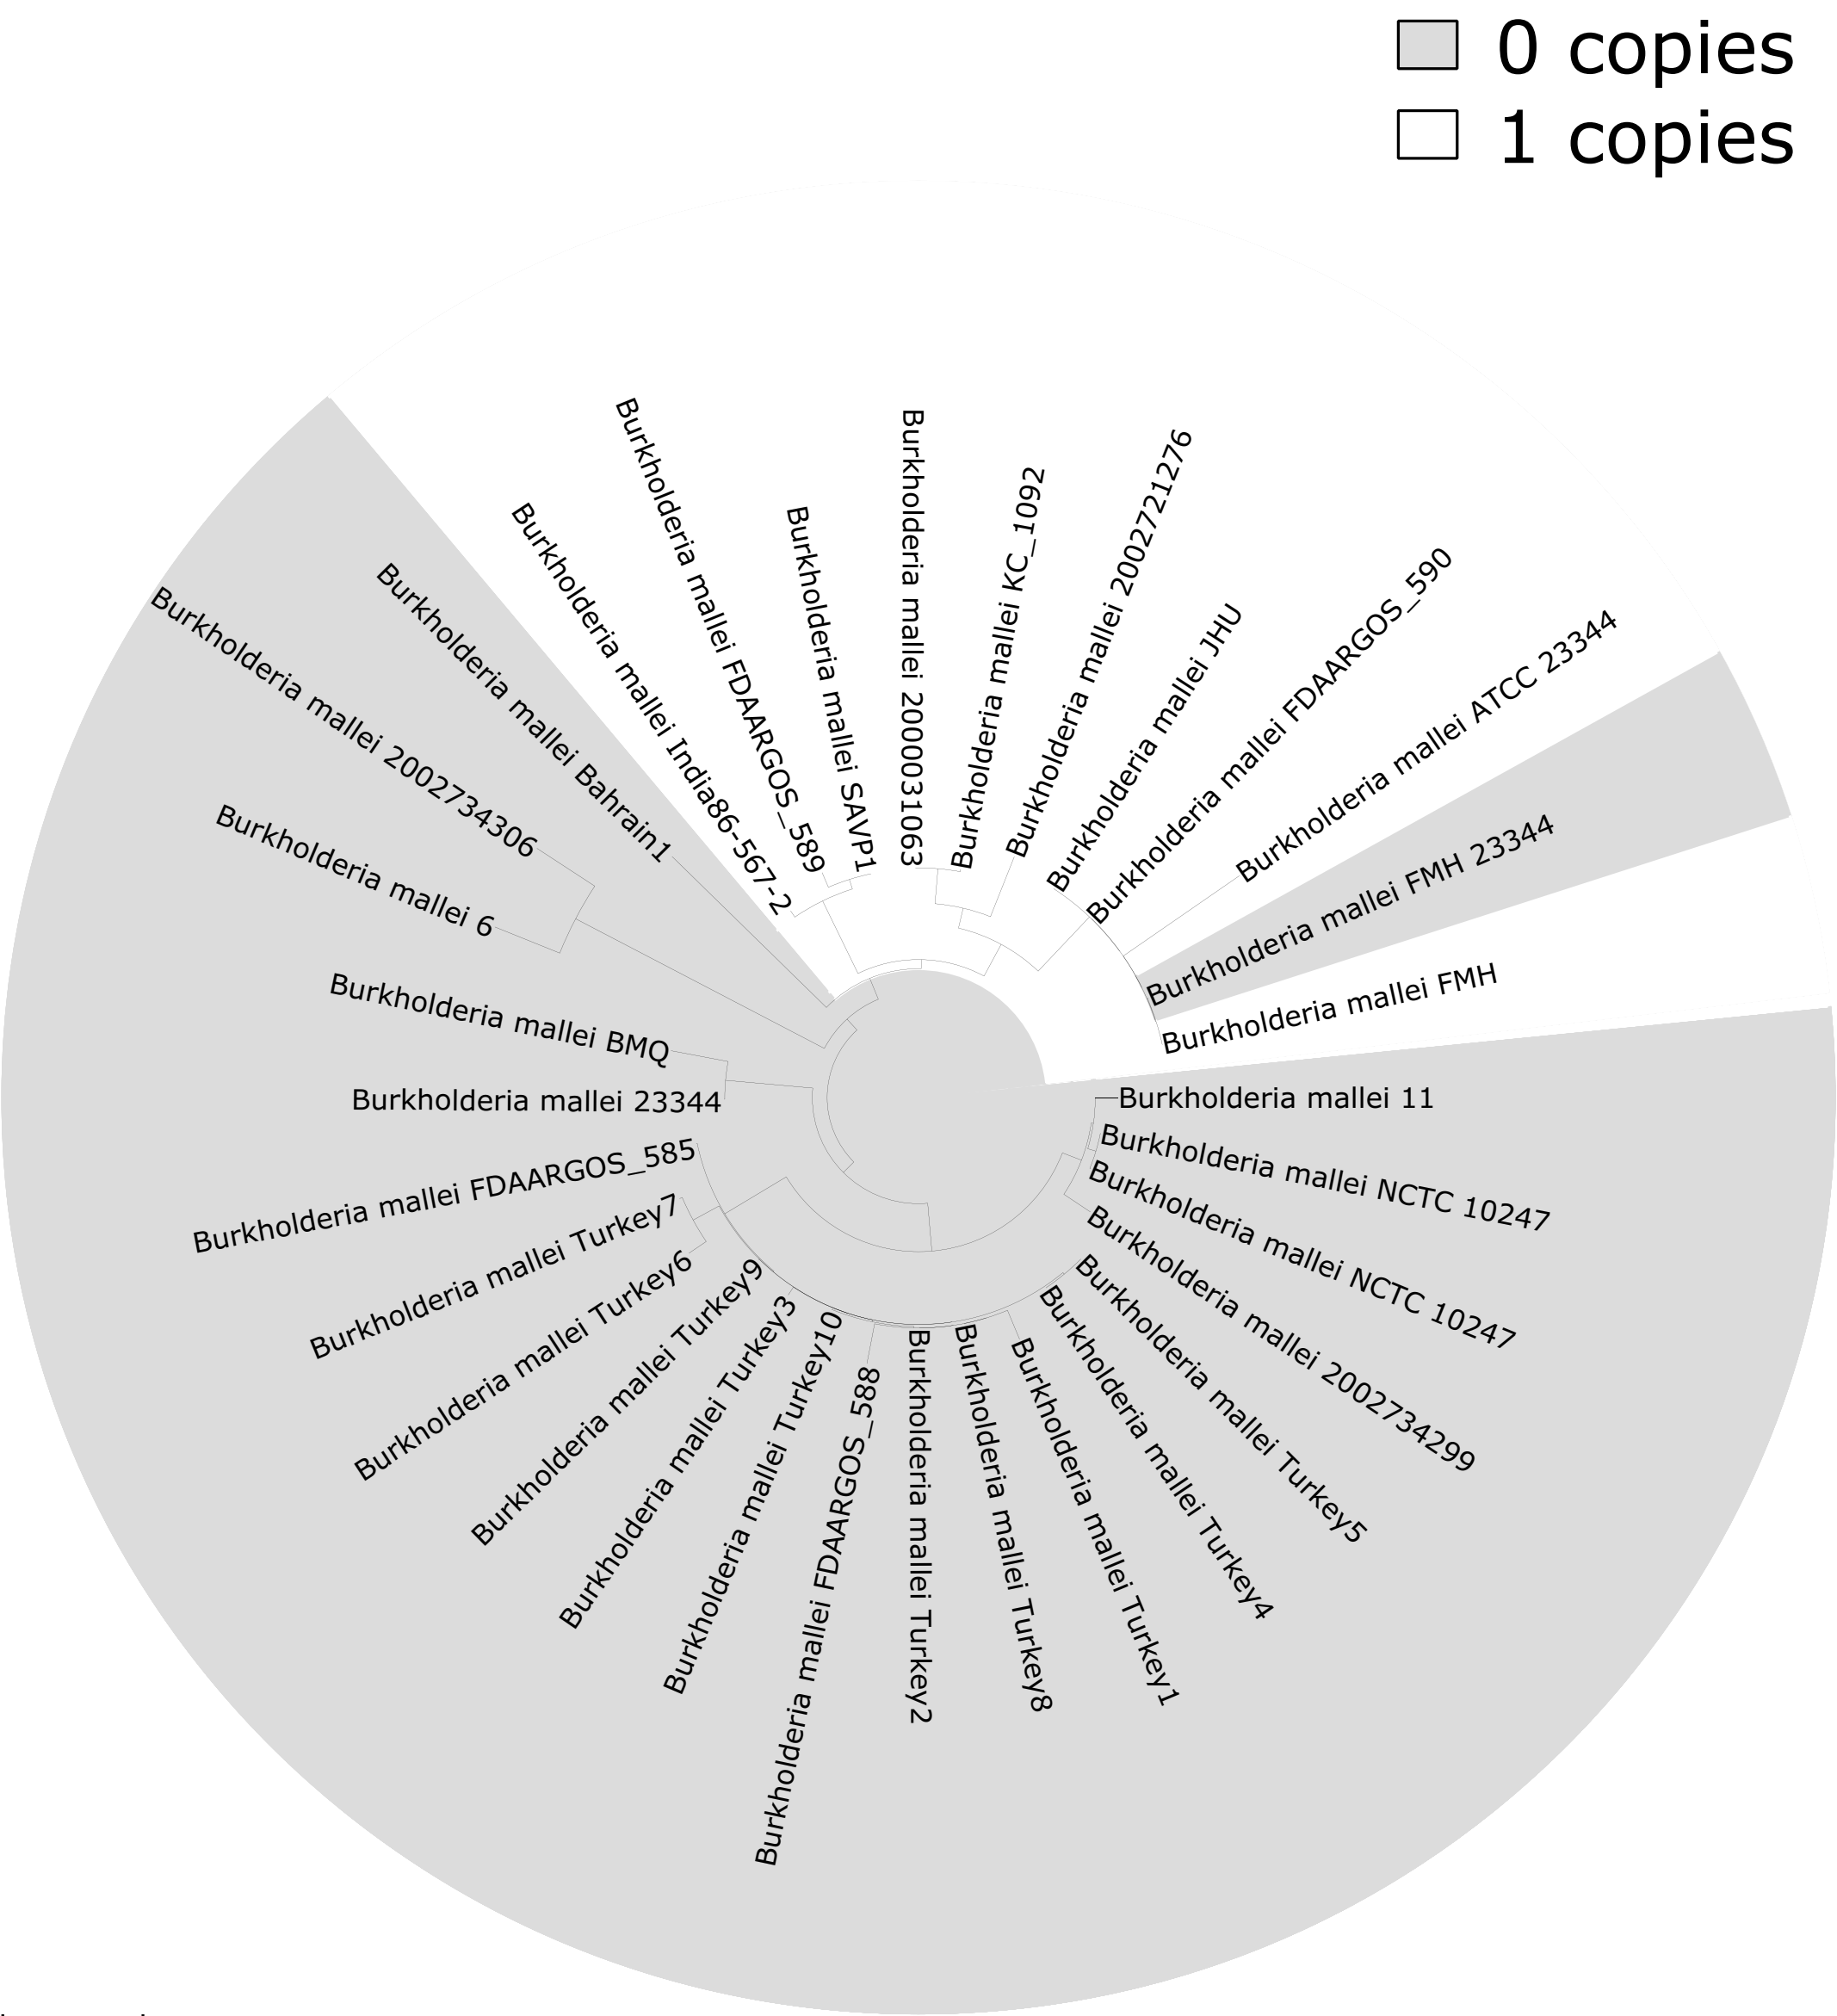 0 copies
1 copies
Burkholderia mallei 2000031063
Burkholderia mallei KC_1092
Burkholderia mallei 2002721276
Burkholderia mallei JHU
Burkholderia mallei FDAARGOS_590
Burkholderia mallei ATCC 23344
Burkholderia mallei FMH 23344
Burkholderia mallei FMH
Burkholderia mallei 11
Burkholderia mallei NCTC 10247
Burkholderia mallei NCTC 10247
Burkholderia mallei 2002734299
Burkholderia mallei Turkey5
Burkholderia mallei Turkey4
Burkholderia mallei Turkey1
Burkholderia mallei Turkey8
Burkholderia mallei Turkey2
Burkholderia mallei FDAARGOS_588
Burkholderia mallei Turkey10
Burkholderia mallei Turkey3
Burkholderia mallei Turkey9
Burkholderia mallei Turkey6
Burkholderia mallei Turkey7
Burkholderia mallei FDAARGOS_585
Burkholderia mallei 23344
Burkholderia mallei BMQ
Burkholderia mallei 6
Burkholderia mallei 2002734306
Burkholderia mallei Bahrain1
Burkholderia mallei India86-567-2
Burkholderia mallei FDAARGOS_589
Burkholderia mallei SAVP1